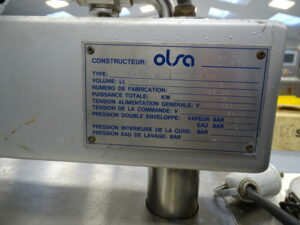 CONSTRUCTEUR: olsa
TYPE:
VOLUME: LL
NUMERO DE FABRICATION:
PUISSANCE TOTALE: KW
TENSION ALIMENTATION GENERALE: V
TENSION DE LA COMMANDE: V
PRESSION DOUBLE ENVELOPPE: VAPEUR BAR
EAU BAR
PRESSION INTERIEURE DE LA CUVE: BAR
PRESSION EAU DE LAVAGE: BAR